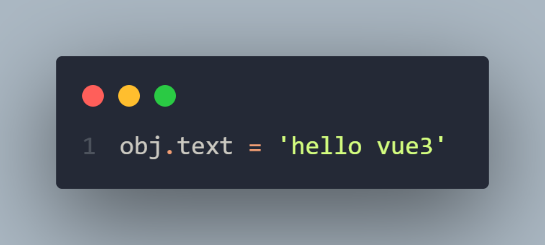 1 obj.text = 'hello vue3'